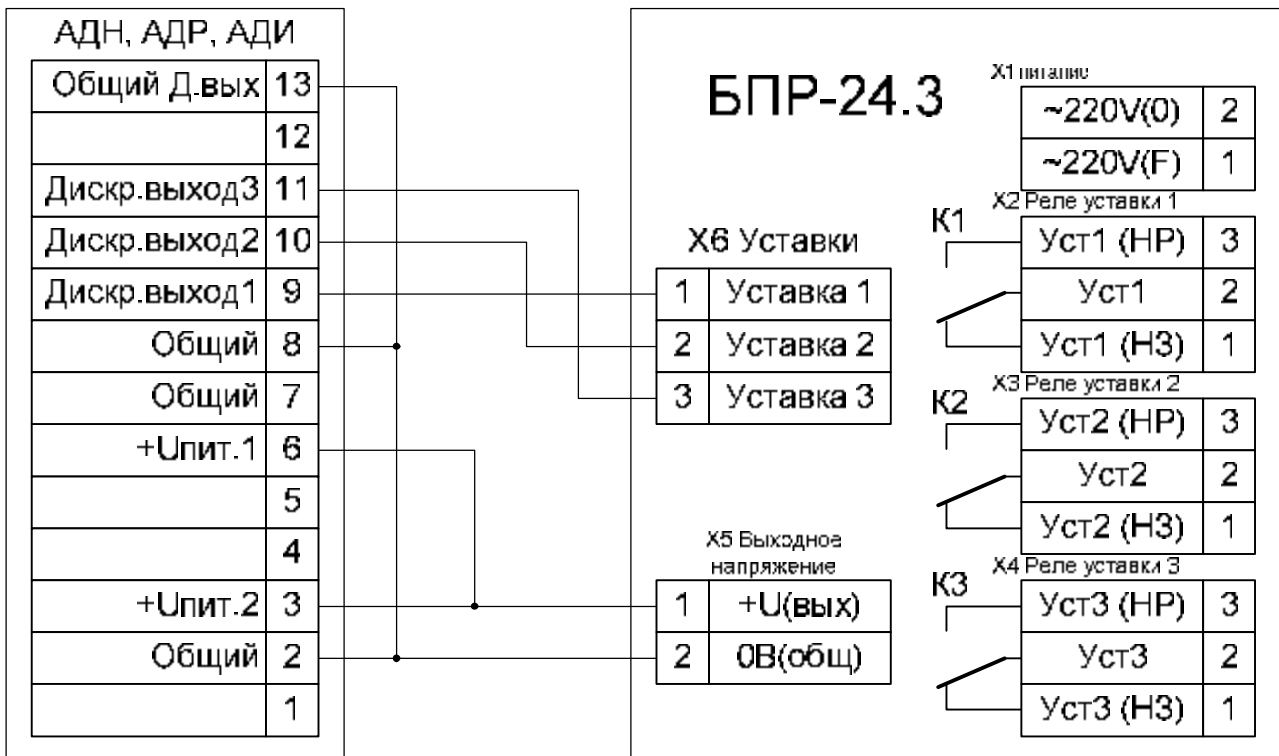 АДН, АДР, АДИ
Общий Д.вых 13
12
Дискр.выход3 11
Дискр.выход2 10
Дискр.выход1 9
Общий 8
Общий 7
+Uпит.1 6
5
4
+Uпит.2 3
Общий 2
1
БПР-24.3
X6 Уставки
1 Уставка 1
2 Уставка 2
3 Уставка 3
X5 Выходное
напряжение
1 +U(вых)
2 0В(общ)
X1 питание
~220V(0) 2
~220V(F) 1
X2 Реле уставки 1
К1
Уст1 (НР) 3
Уст1 2
Уст1 (НЗ) 1
X3 Реле уставки 2
К2
Уст2 (НР) 3
Уст2 2
Уст2 (НЗ) 1
X4 Реле уставки 3
К3
Уст3 (НР) 3
Уст3 2
Уст3 (НЗ) 1